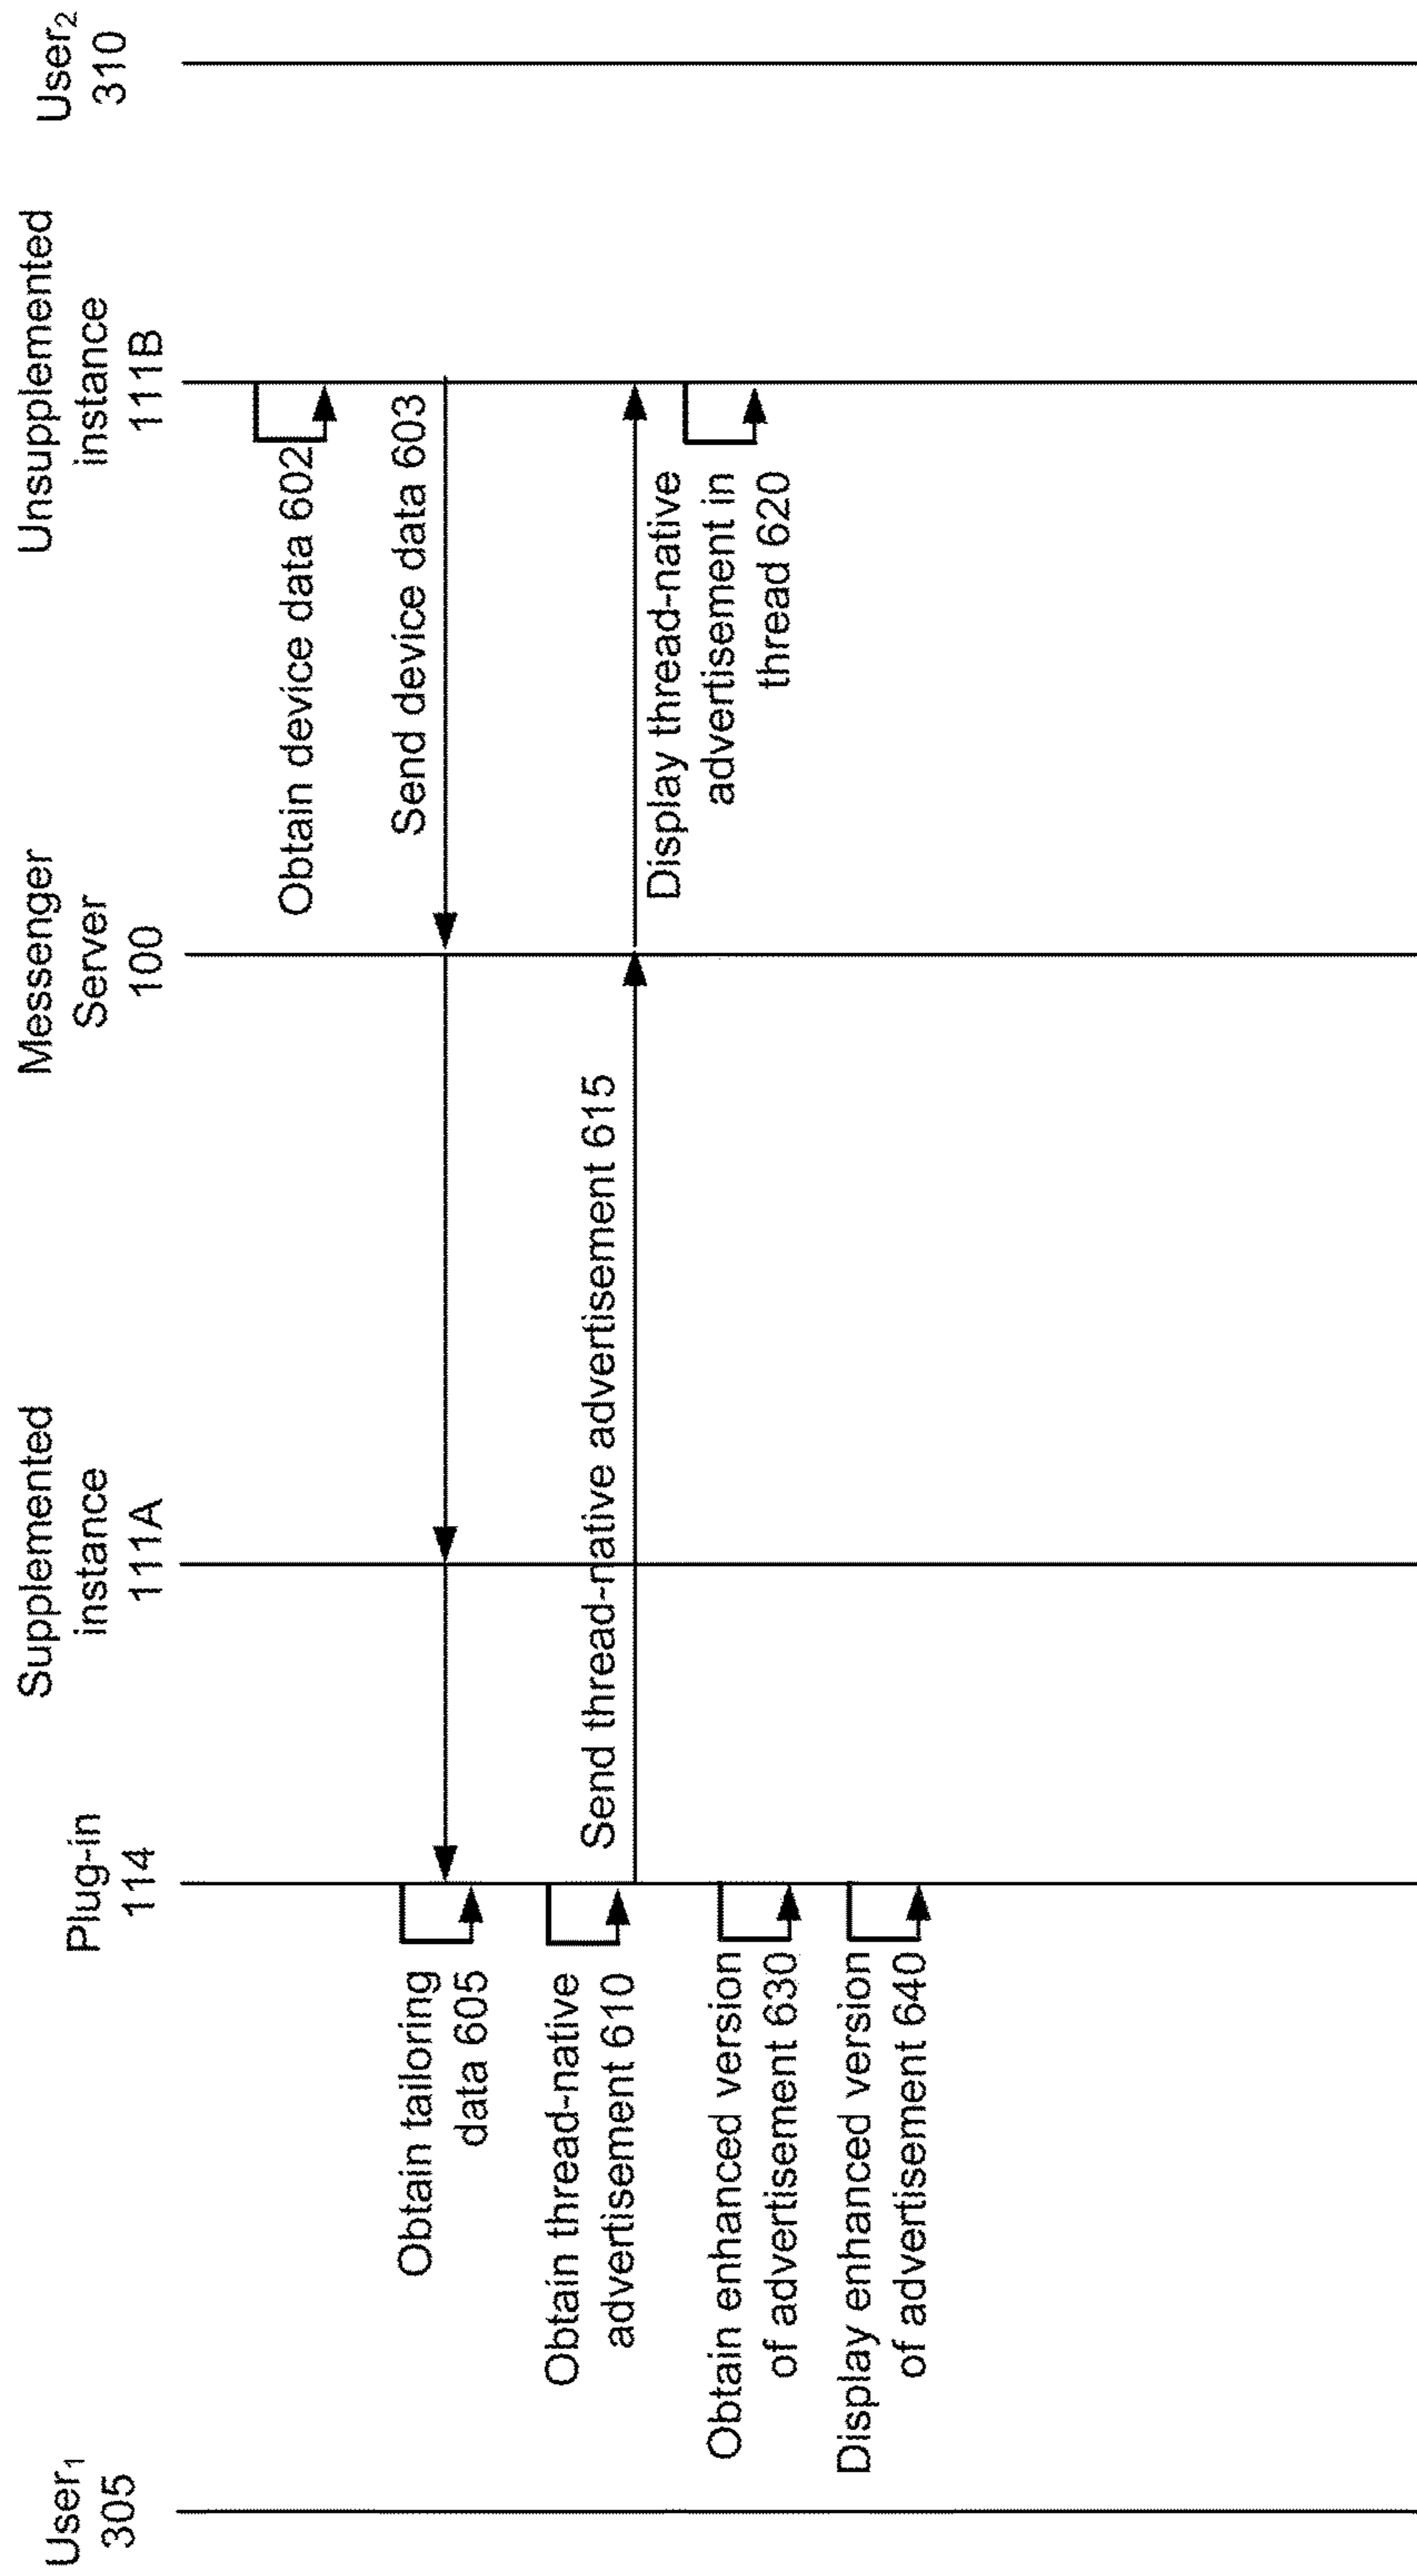 User₁
305
Plug-in
114
Supplemented
instance
111A
Messenger
Server
100
Unsupplemented
instance
111B
User₂
310
Obtain device data 602
Obtain tailoring
data 605
Send device data 603
Obtain thread-native
advertisement 610
Send thread-native advertisement 615
Display thread-native
advertisement in
thread 620
Obtain enhanced version
of advertisement 630
Display enhanced version
of advertisement 640